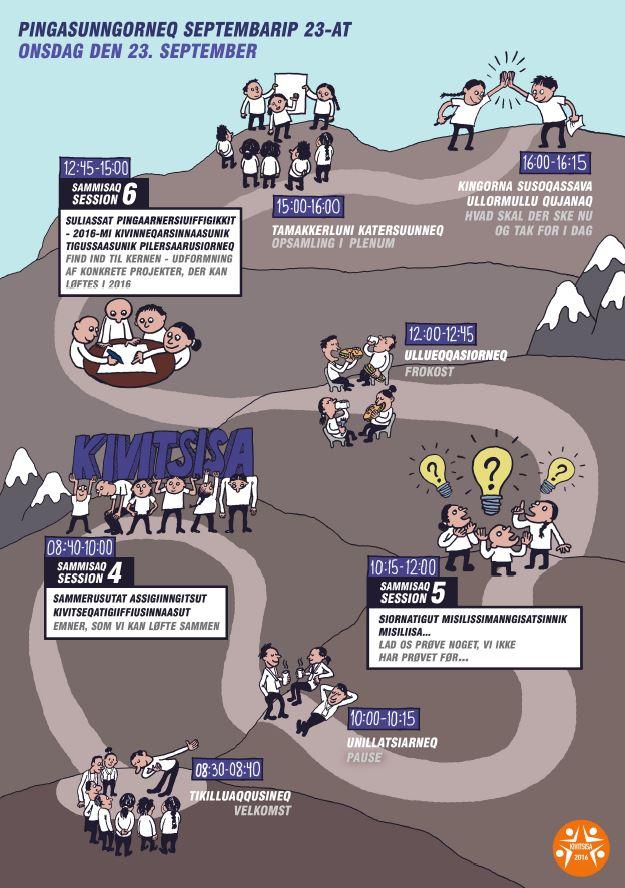 PINGASUNNGORNEQ SEPTEMBARIP 23-AT
ONSDAG DEN 23. SEPTEMBER
12:45-15:00
SAMMISAQ
SESSION 6
SULIASSAT PINGAARNERSIUIFFIGIKKIT
- 2016-MI KIVINNEQARSINNAASUNIK
TIGUSSAASUNIK PILERSAARUSIORNEQ
FIND IND TIL KERNEN - UDFORMNING
AF KONKRETE PROJEKTER, DER KAN
LØFTES I 2016
15:00-16:00
TAMAKKERLUNI KATERSUUNNEQ
OPSAMLING I PLENUM
16:00-16:15
KINGORNA SUSOQASSAVA
ULLORMULLU QUJANAQ
HVAD SKAL DER SKE NU
OG TAK FOR I DAG
12:00-12:45
ULLUEQQASIORNEQ
FROKOST
KIVITSISA
08:40-10:00
SAMMISAQ
SESSION 4
SAMMERUSUTAT ASSIGIINNGITSUT
KIVITSEQATIGIIFFIUSINNAASUT
EMNER, SOM VI KAN LØFTE SAMMEN
? ? ?
10:15-12:00
SAMMISAQ
SESSION 5
SIORNATIGUT MISILISSIMANNGISATSINNIK
MISILIISA...
LAD OS PRØVE NOGET, VI IKKE
HAR PRØVET FØR...
10:00-10:15
UNILLATSIARNEQ
PAUSE
08:30-08:40
TIKILLUAQQUSINEQ
VELKOMST
KIVITSISA
2016